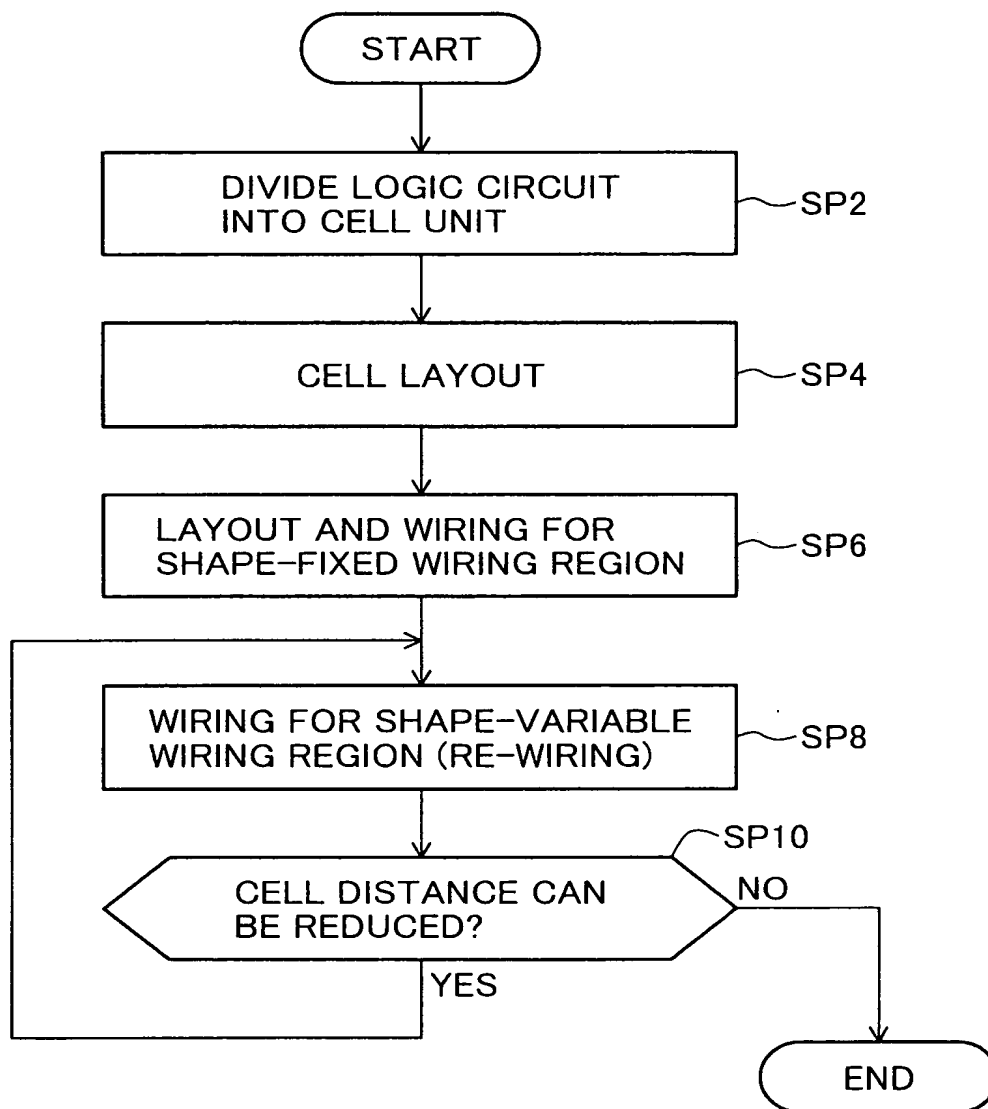 START
DIVIDE LOGIC CIRCUIT
INTO CELL UNIT
SP2
CELL LAYOUT
SP4
LAYOUT AND WIRING FOR
SHAPE-FIXED WIRING REGION
SP6
WIRING FOR SHAPE-VARIABLE
WIRING REGION (RE-WIRING)
SP8
SP10
CELL DISTANCE CAN
BE REDUCED?
NO
YES
END